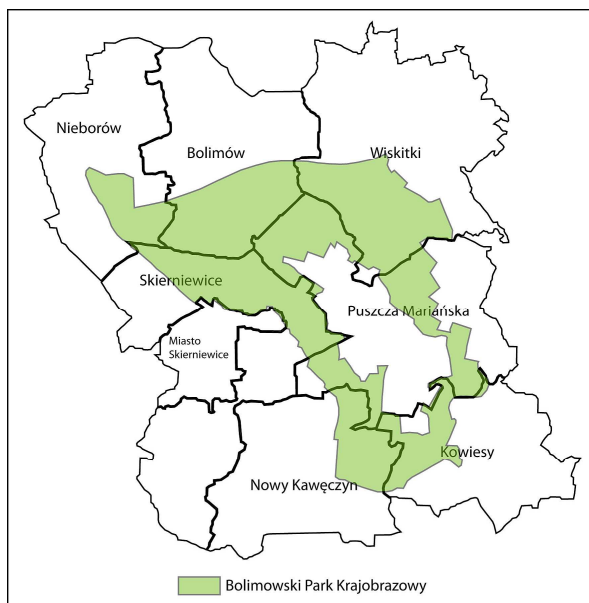 Nieborów
Bolimów
Wiskitki
Skierniewice
Puszcza Mariańska
Miasto
Skierniewice
Kowiesy
Nowy Kawęczyn
Bolimowski Park Krajobrazowy